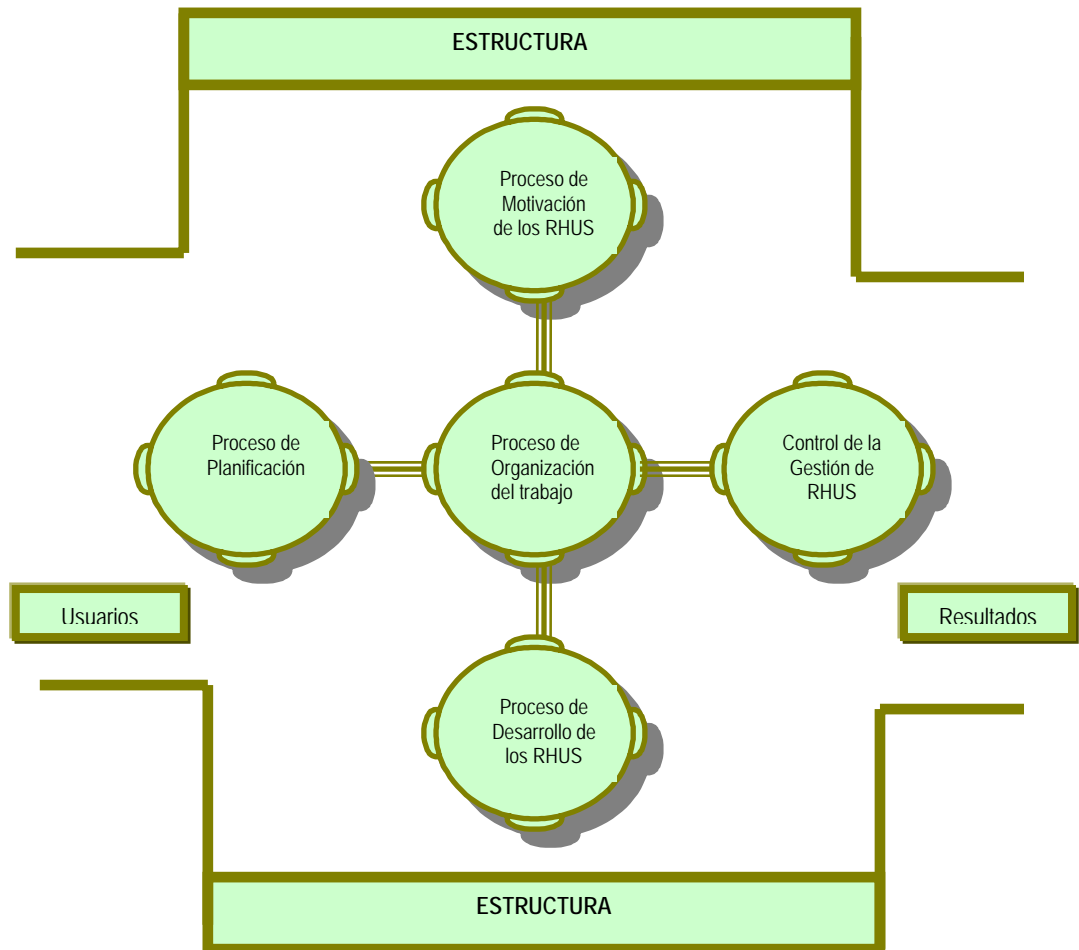 ESTRUCTURA
Proceso de
Motivación
de los RHUS
Proceso de
Planificación
Proceso de
Organización
del trabajo
Control de la
Gestión de
RHUS
Usuarios
Resultados
Proceso de
Desarrollo de
los RHUS
ESTRUCTURA